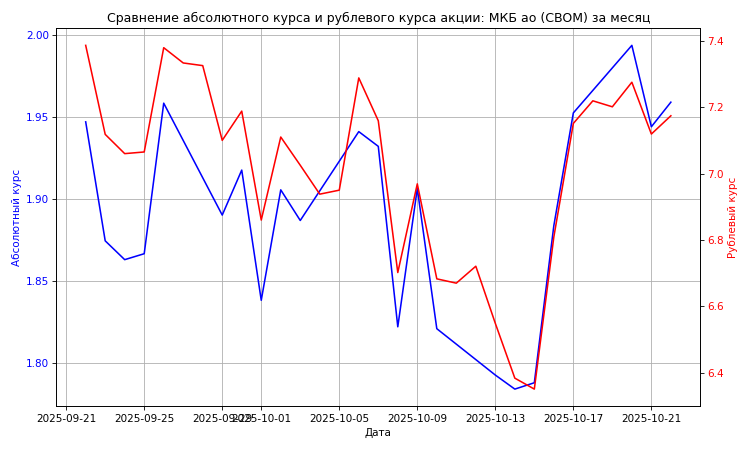 Сравнение абсолютного курса и рублевого курса акции: МКБ ао (CBOM) за месяц
Абсолютный курс
2.00
1.95
1.90
1.85
1.80
7.4
7.2
7.0
6.8
6.6
6.4
Рублевый курс
2025-09-21 2025-09-25 2025-09-29 2025-10-01 2025-10-05 2025-10-09 2025-10-13 2025-10-17 2025-10-21
Дата